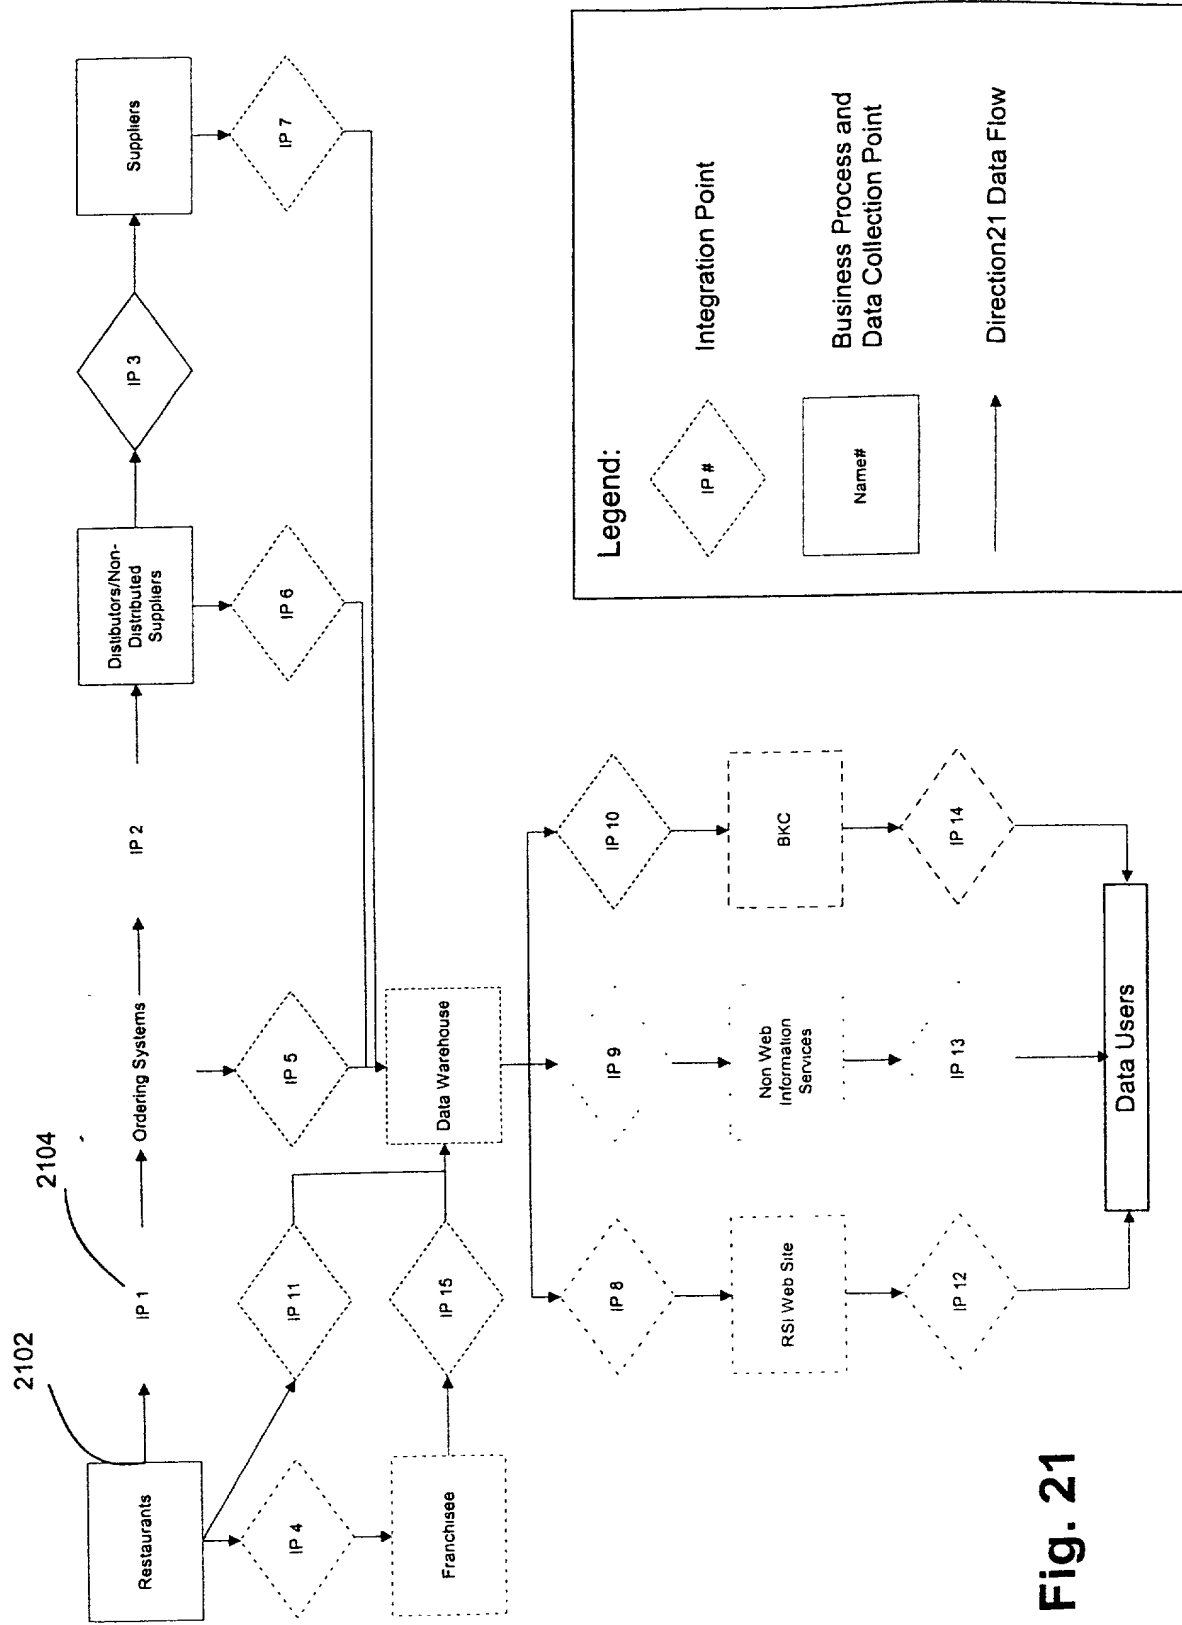 2102
2104
Restaurants
IP 1
Ordering Systems
IP 2
Distibutors/Non-
Distributed
Suppliers
IP 3
Suppliers
IP 4
IP 11
IP 5
IP 6
IP 7
Franchisee
IP 15
Data Warehouse
IP 8
IP 9
IP 10
RSI Web Site
Non Web
Information
Services
BKC
IP 12
IP 13
IP 14
Data Users
Legend:
IP #
Integration Point
Name#
Business Process and
Data Collection Point
Direction21 Data Flow
Fig. 21